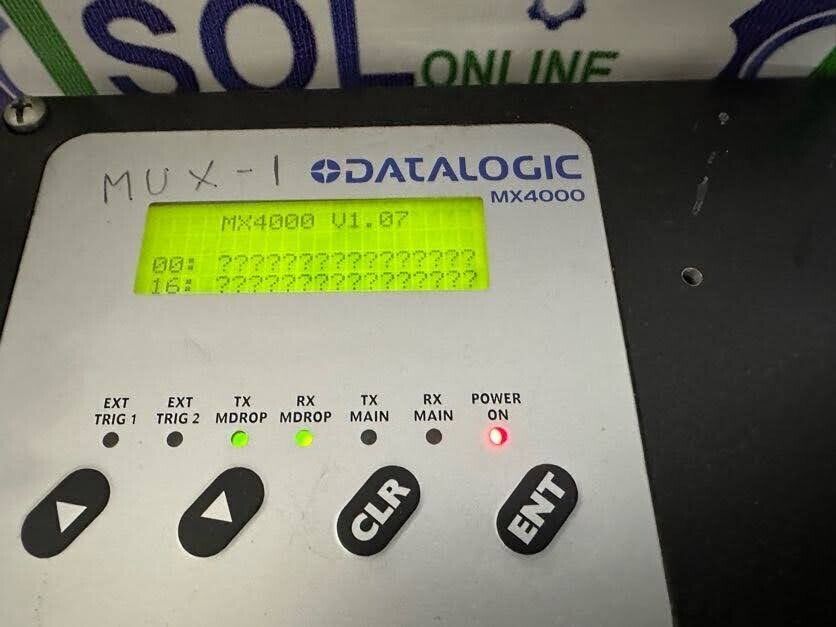 SOL ONLINE
MUX-1
DATALOGIC
MX4000
MX4000 V1.07
00: ????????????????
16: ????????????????
EXT TRIG 1
EXT TRIG 2
TX MDROP
RX MDROP
TX MAIN
RX MAIN
POWER ON
CLR
ENT